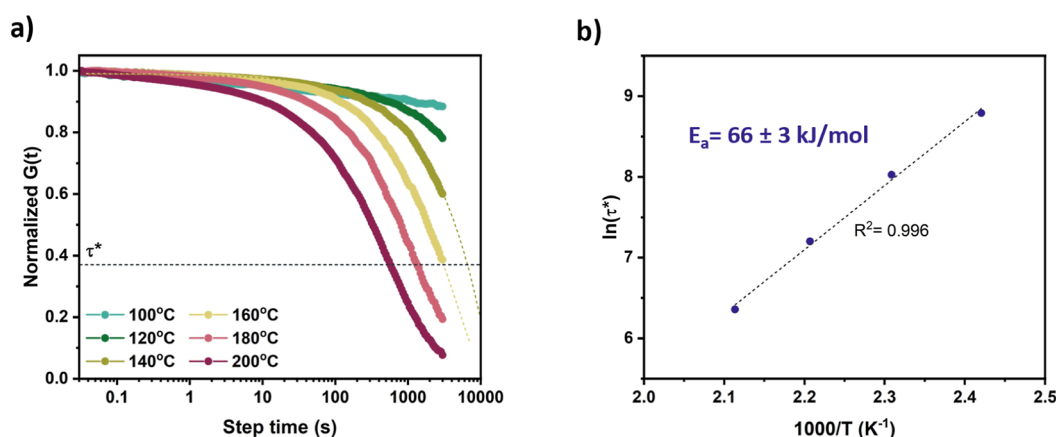 a)
Normalized G(t)
1.0
0.8
0.6
0.4
0.2
0.0
τ*
100°C
120°C
140°C
160°C
180°C
200°C
0.1
1
10
100
1000
10000
Step time (s)
b)
ln(τ*)
9
8
7
6
5
Eₐ= 66 ± 3 kJ/mol
R²= 0.996
2.0
2.1
2.2
2.3
2.4
2.5
1000/T (K⁻¹)